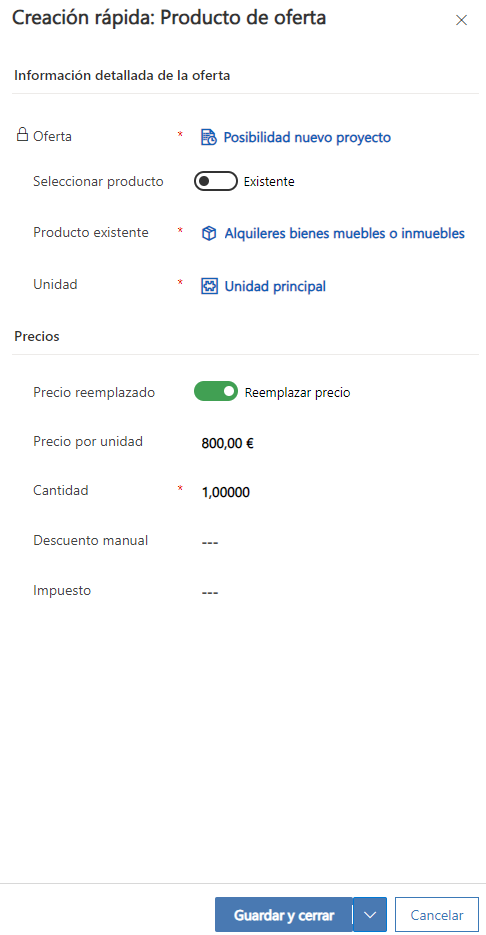 Creación rápida: Producto de oferta
Información detallada de la oferta
Oferta * Posibilidad nuevo proyecto
Seleccionar producto Existente
Producto existente * Alquileres bienes muebles o inmuebles
Unidad * Unidad principal
Precios
Precio reemplazado Reemplazar precio
Precio por unidad 800,00 €
Cantidad * 1,00000
Descuento manual ---
Impuesto ---
Guardar y cerrar Cancelar